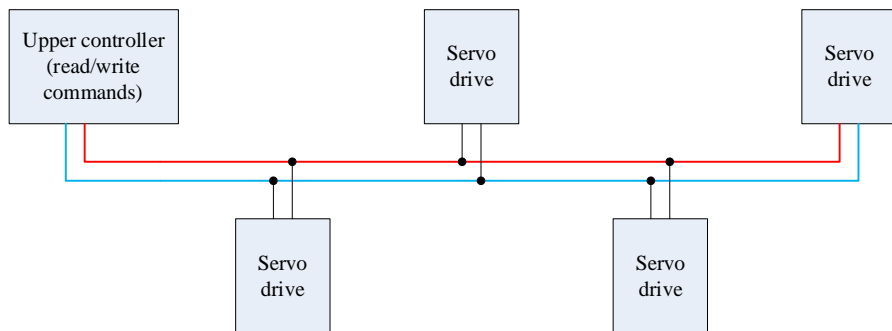 Upper controller
(read/write
commands)
Servo
drive
Servo
drive
Servo
drive
Servo
drive